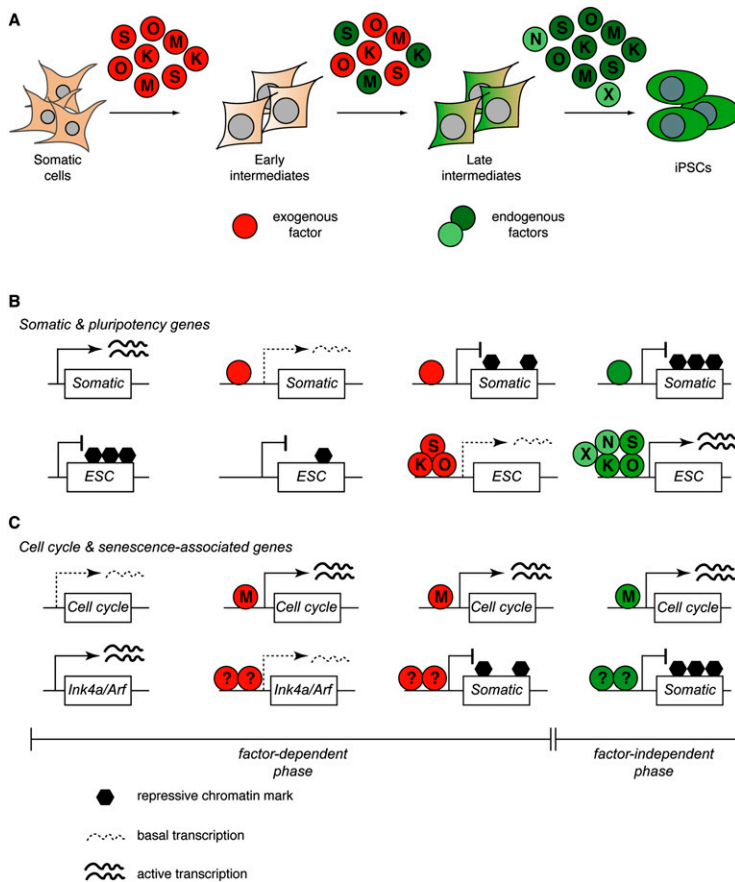 A
S O M
O K K
M S
S O M
O K K
M S
N S O M
O K K
M S
X
Somatic
cells
Early
intermediates
Late
intermediates
iPSCs
exogenous
factor
endogenous
factors
B
Somatic & pluripotency genes
Somatic
Somatic
Somatic
Somatic
ESC
ESC
S
K O
ESC
N S
X K O
ESC
C
Cell cycle & senescence-associated genes
Cell cycle
M
Cell cycle
M
Cell cycle
M
Cell cycle
Ink4a/Arf
? ?
Ink4a/Arf
? ?
Somatic
? ?
Somatic
factor-dependent
phase
factor-independent
phase
repressive chromatin mark
basal transcription
active transcription